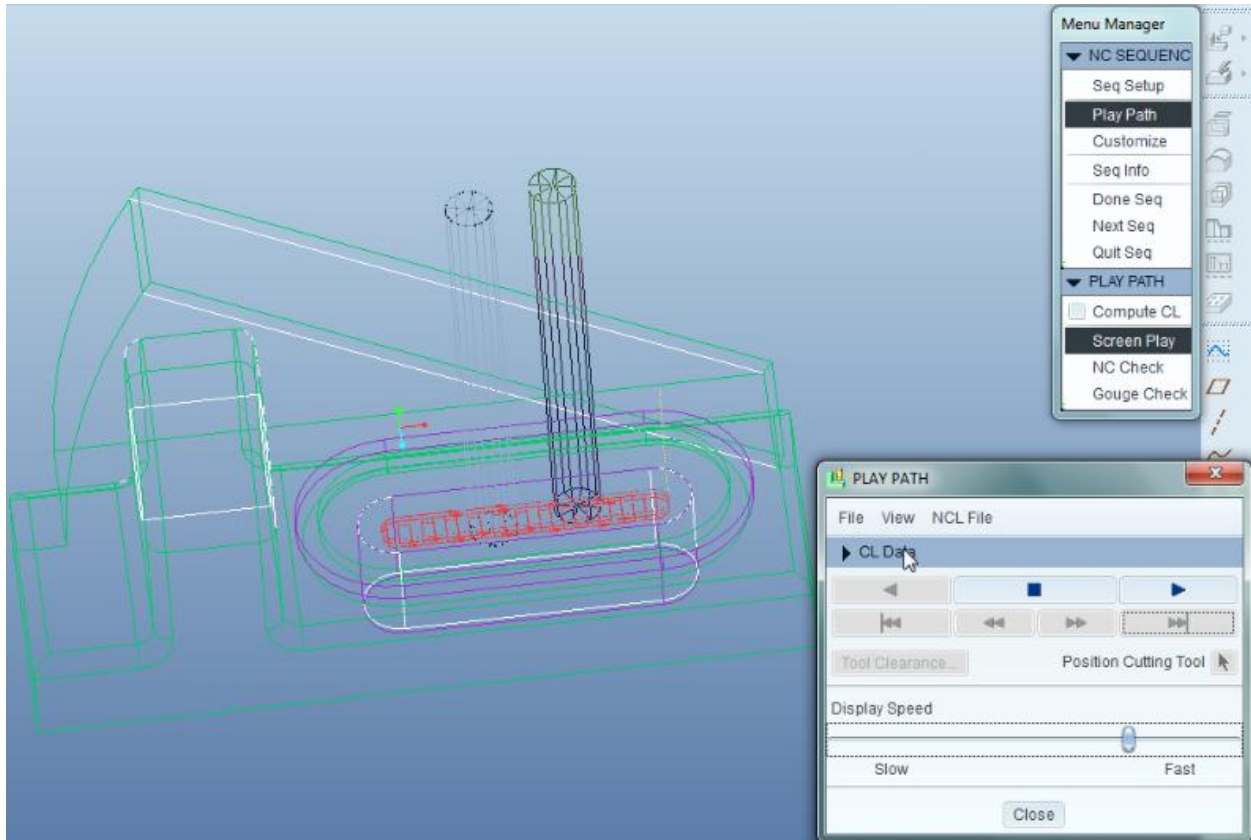 Menu Manager
NC SEQUENC
Seq Setup
Play Path
Customize
Seq Info
Done Seq
Next Seq
Quit Seq
PLAY PATH
Compute CL
Screen Play
NC Check
Gouge Check
PLAY PATH
File View NCL File
CL Data
Tool Clearance...
Position Cutting Tool
Display Speed
Slow Fast
Close